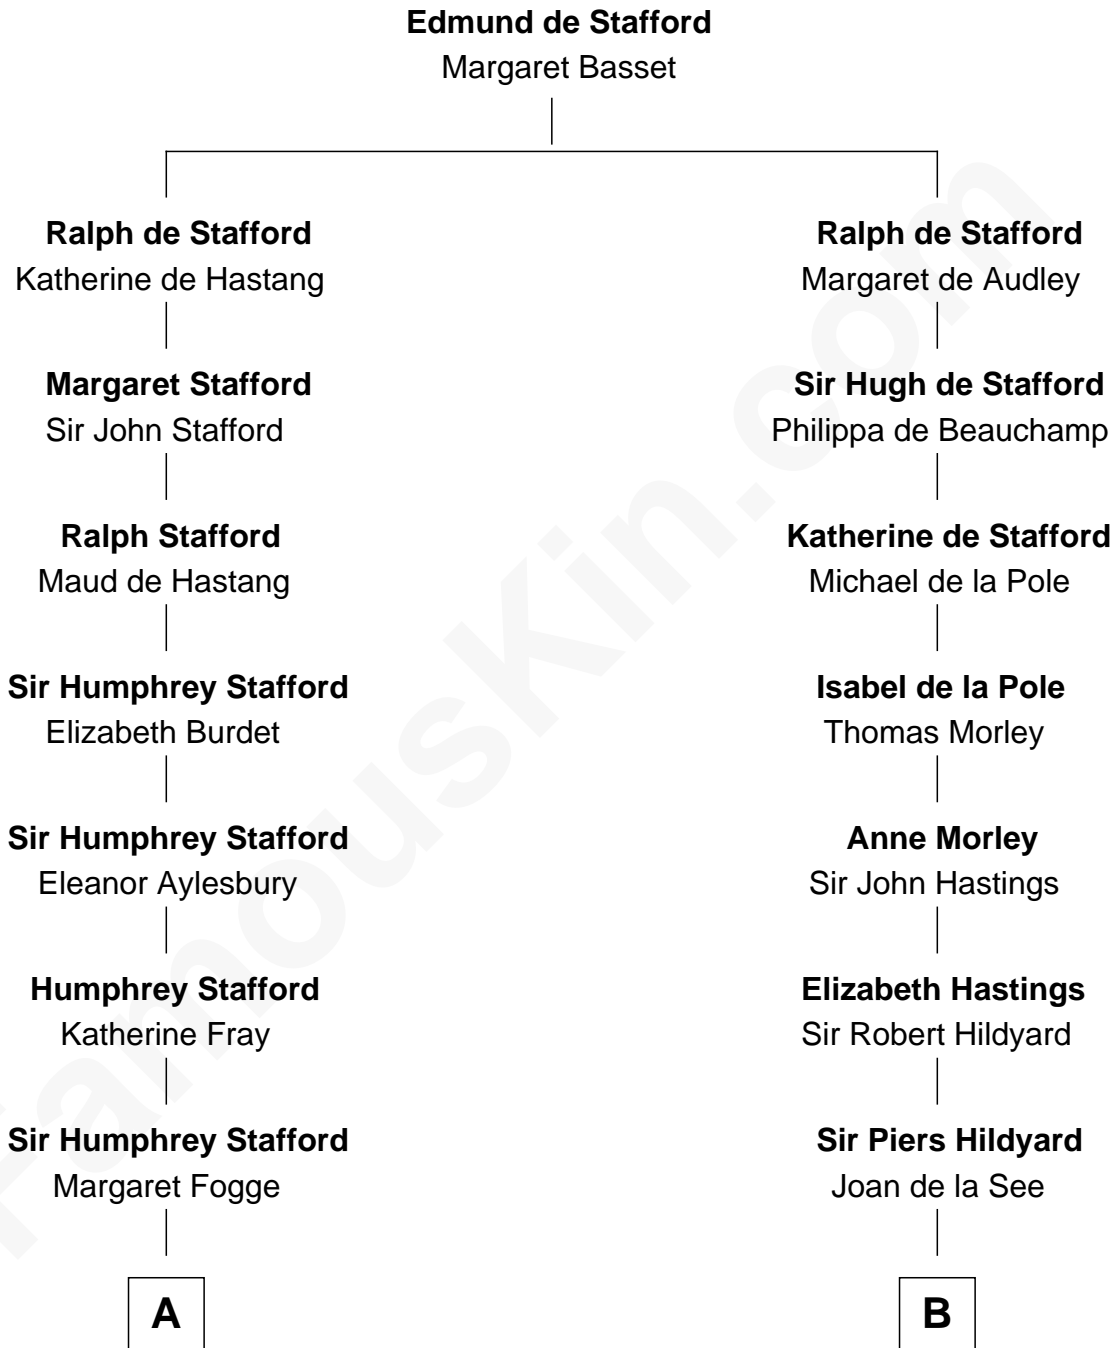 Edmund de Stafford
Margaret Basset
Ralph de Stafford
Katherine de Hastang
Ralph de Stafford
Margaret de Audley
Margaret Stafford
Sir John Stafford
Sir Hugh de Stafford
Philippa de Beauchamp
Ralph Stafford
Maud de Hastang
Katherine de Stafford
Michael de la Pole
Sir Humphrey Stafford
Elizabeth Burdet
Isabel de la Pole
Thomas Morley
Sir Humphrey Stafford
Eleanor Aylesbury
Anne Morley
Sir John Hastings
Humphrey Stafford
Katherine Fray
Elizabeth Hastings
Sir Robert Hildyard
Sir Humphrey Stafford
Margaret Fogge
Sir Piers Hildyard
Joan de la See
A
B
FamousKin.com